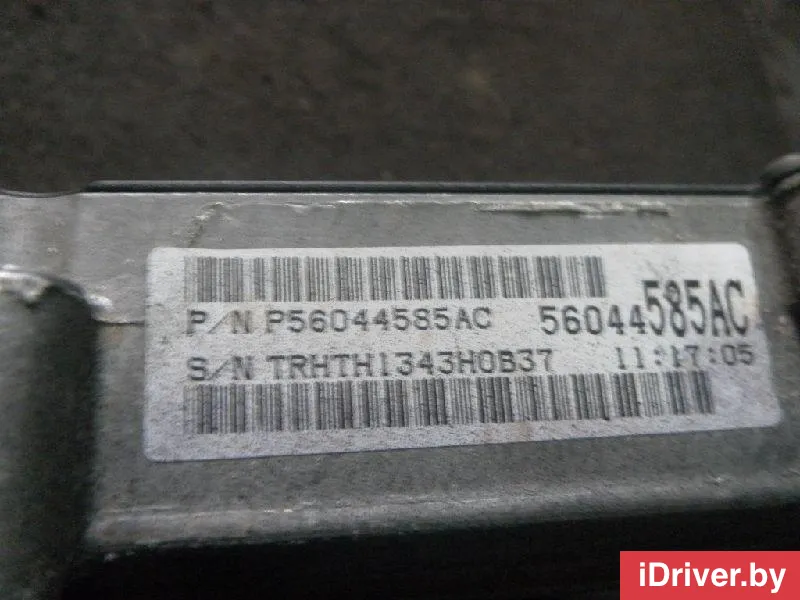 P/N P56044585AC 56044585AC
S/N TRHTH1343H0B37 11:17:05
iDriver.by